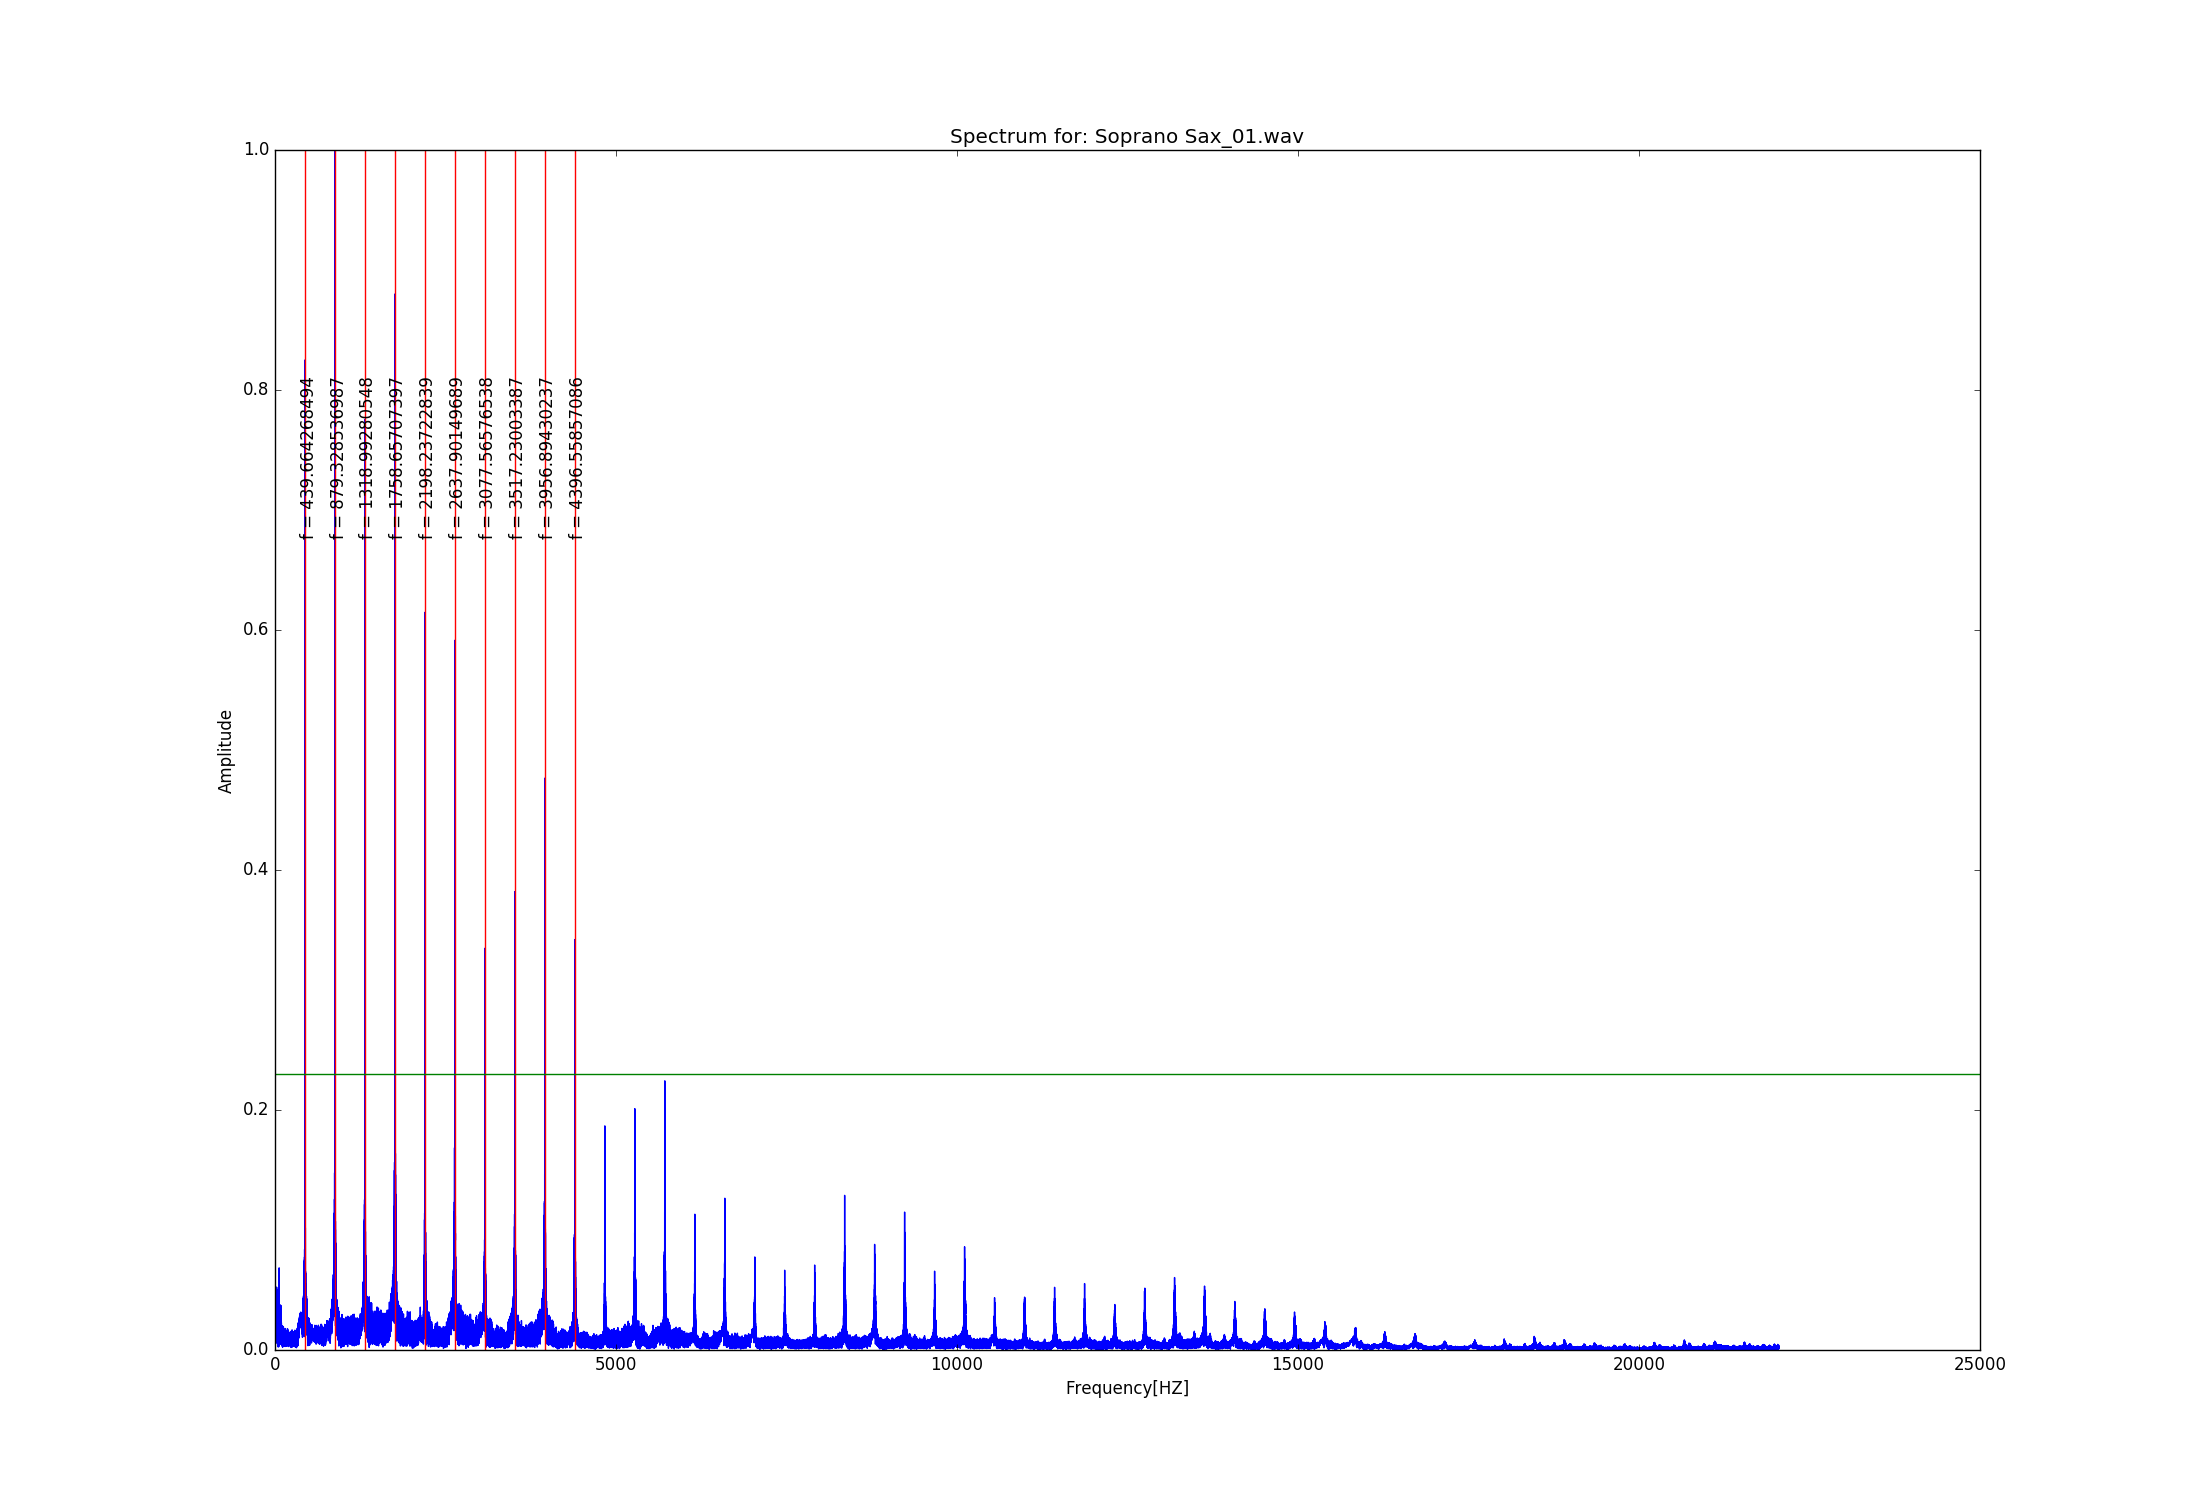 Spectrum for: Soprano Sax_01.wav
1.0
0.8
0.6
0.4
0.2
0.0
Amplitude
f = 439.664268494
f = 879.328536987
f = 1318.99280548
f = 1758.65707397
f = 2198.23722839
f = 2637.90149689
f = 3077.56576538
f = 3517.23003387
f = 3956.89430237
f = 4396.55857086
0
5000
10000
15000
20000
25000
Frequency[HZ]